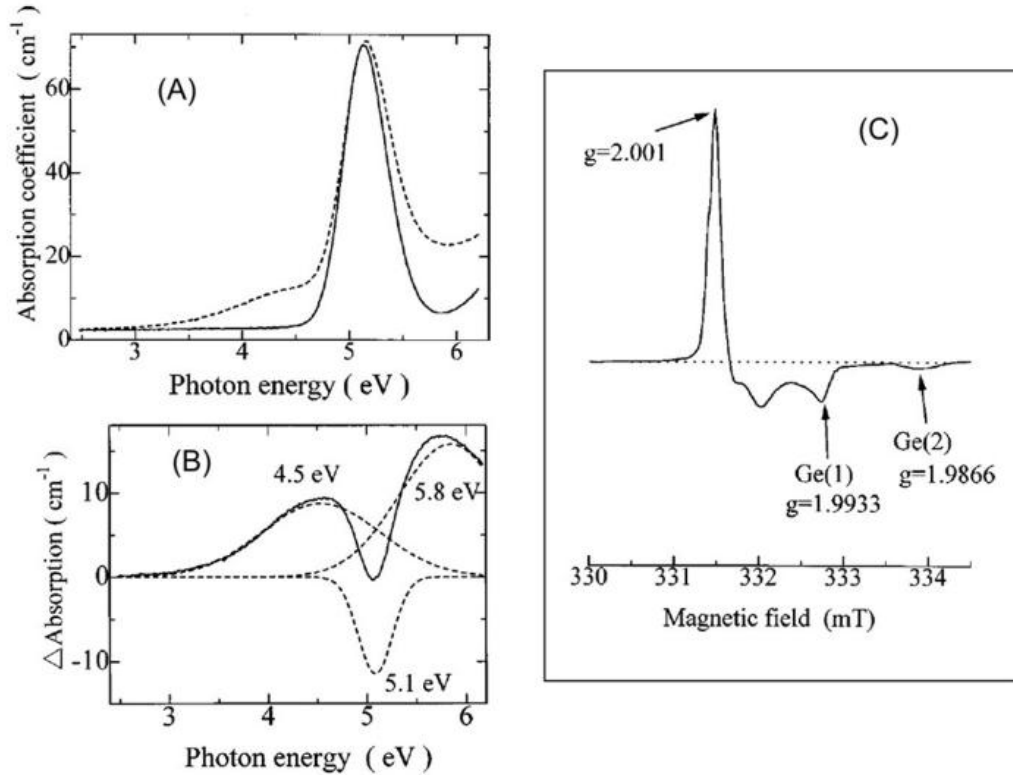 (A)
Absorption coefficient ( cm⁻¹ )
60
40
20
0
3
4
5
6
Photon energy ( eV )
(B)
4.5 eV
5.8 eV
5.1 eV
△Absorption ( cm⁻¹ )
10
0
-10
3
4
5
6
Photon energy ( eV )
(C)
g=2.001
Ge(1)
g=1.9933
Ge(2)
g=1.9866
330
331
332
333
334
Magnetic field (mT)